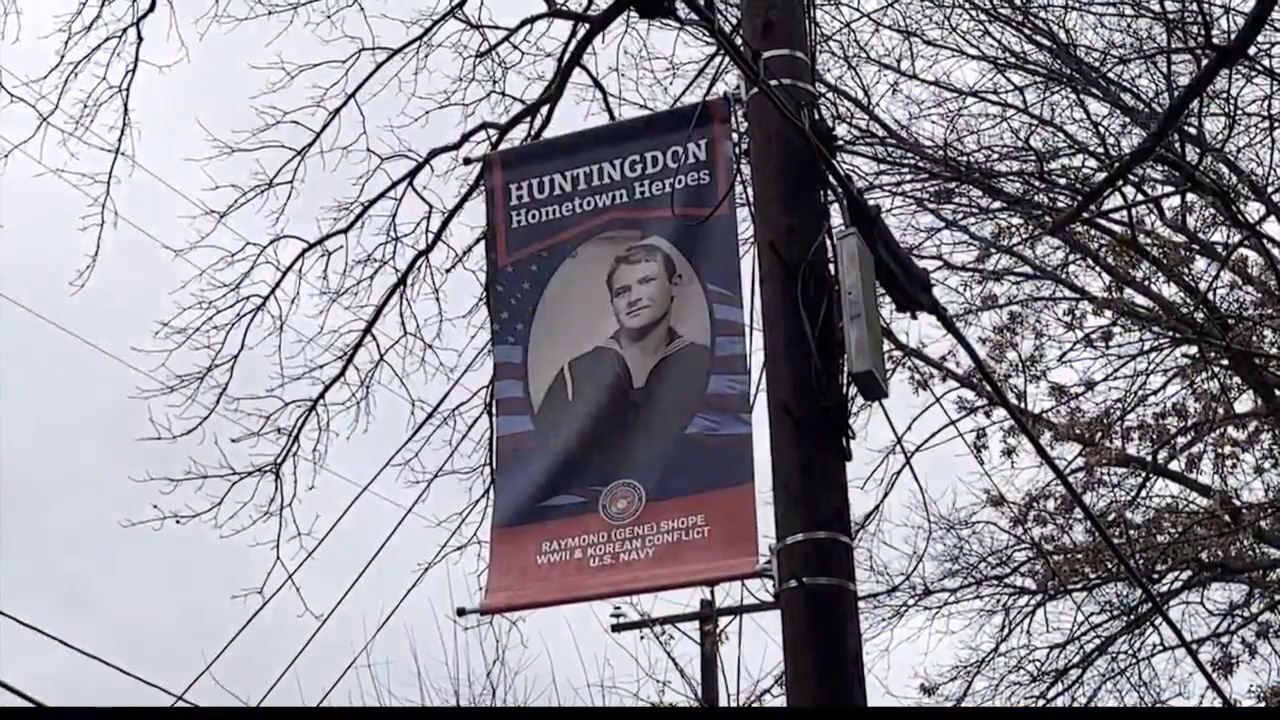 HUNTINGDON
Hometown Heroes
RAYMOND (GENE) SHOPE
WWII & KOREAN CONFLICT
U.S. NAVY